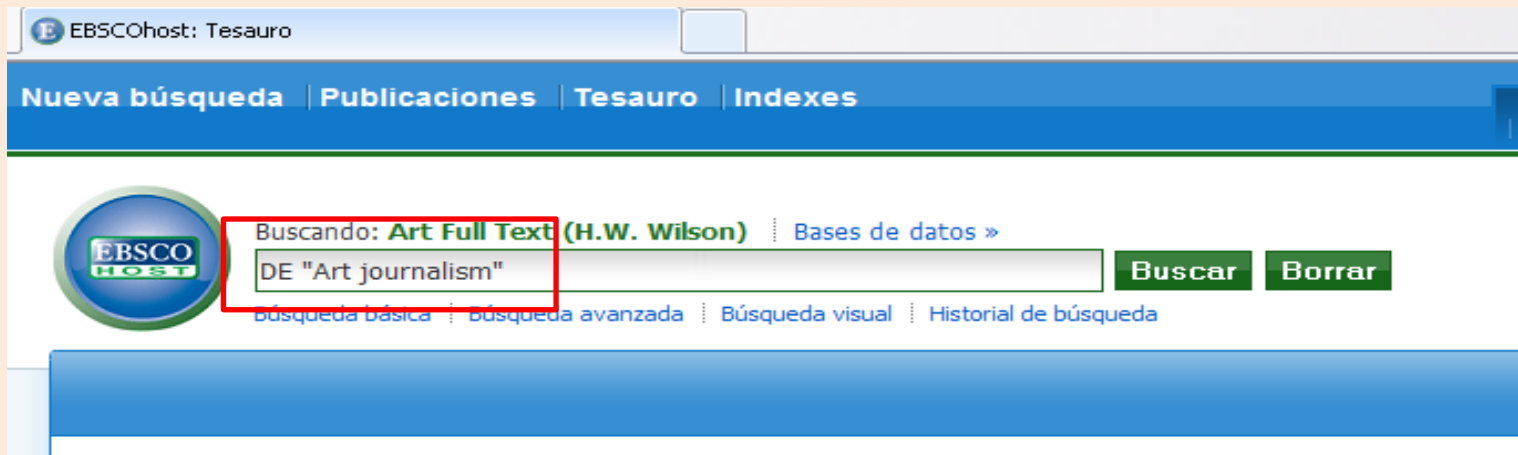 EBSCOhost: Tesauro
Nueva búsqueda | Publicaciones | Tesauro | Indexes
EBSCO
HOST
Buscando: Art Full Text (H.W. Wilson) Bases de datos »
DE "Art journalism" Buscar Borrar
Búsqueda básica Búsqueda avanzada Búsqueda visual Historial de búsqueda